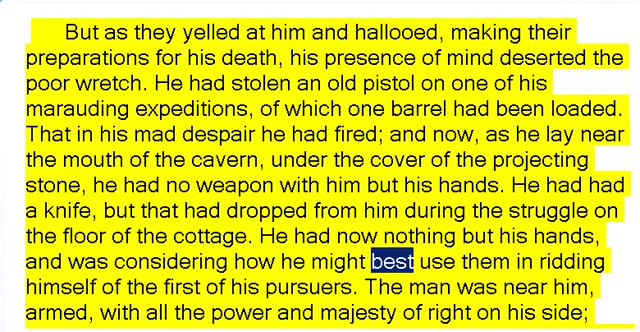 But as they yelled at him and hallooed, making their
preparations for his death, his presence of mind deserted the
poor wretch. He had stolen an old pistol on one of his
marauding expeditions, of which one barrel had been loaded.
That in his mad despair he had fired; and now, as he lay near
the mouth of the cavern, under the cover of the projecting
stone, he had no weapon with him but his hands. He had had
a knife, but that had dropped from him during the struggle on
the floor of the cottage. He had now nothing but his hands,
and was considering how he might best use them in ridding
himself of the first of his pursuers. The man was near him,
armed, with all the power and majesty of right on his side;